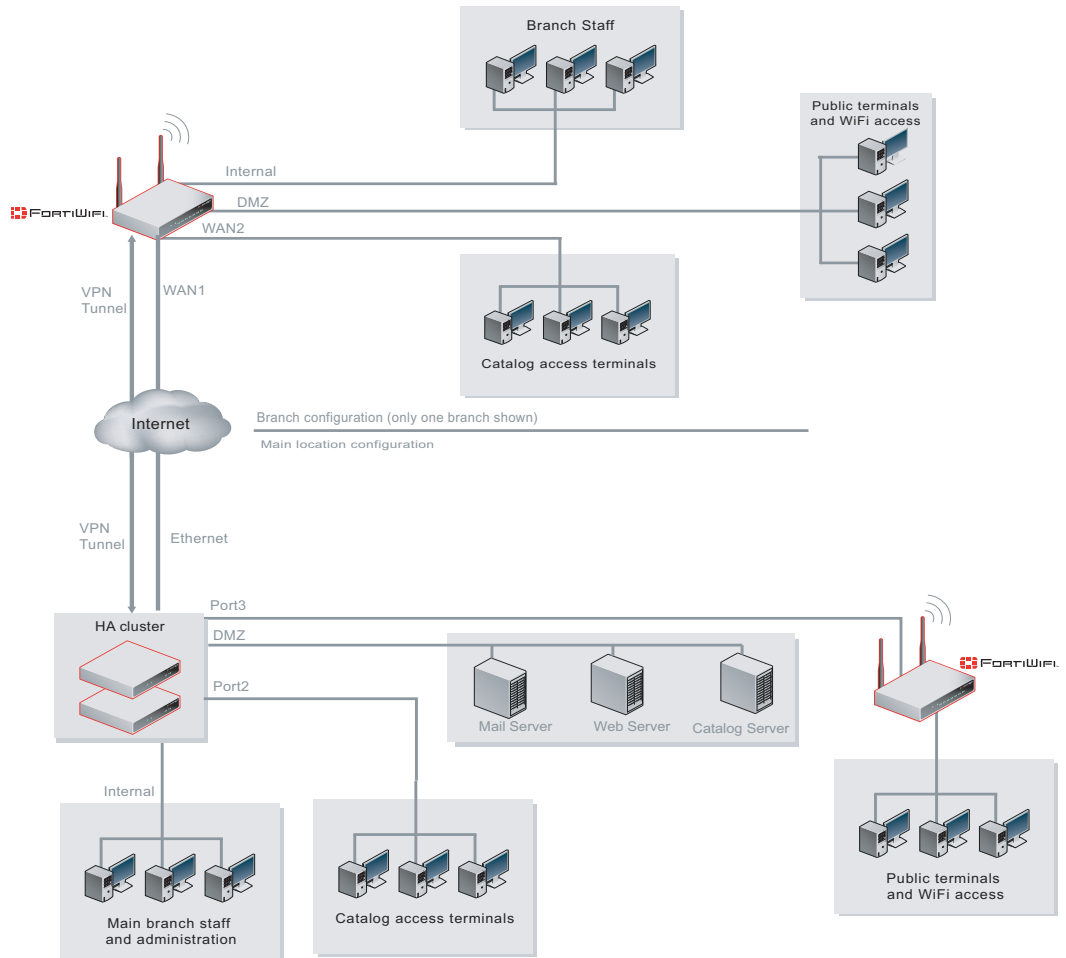 Branch Staff
Public terminals
and WiFi access
Internal
DMZ
FORTIWIFI
WAN2
VPN
Tunnel
WAN1
Catalog access terminals
Internet
Branch configuration (only one branch shown)
Main location configuration
VPN
Tunnel
Ethernet
Port3
HA cluster
DMZ
FORTIWIFI
Port2
Mail Server
Web Server
Catalog Server
Internal
Public terminals
and WiFi access
Main branch staff
and administration
Catalog access terminals